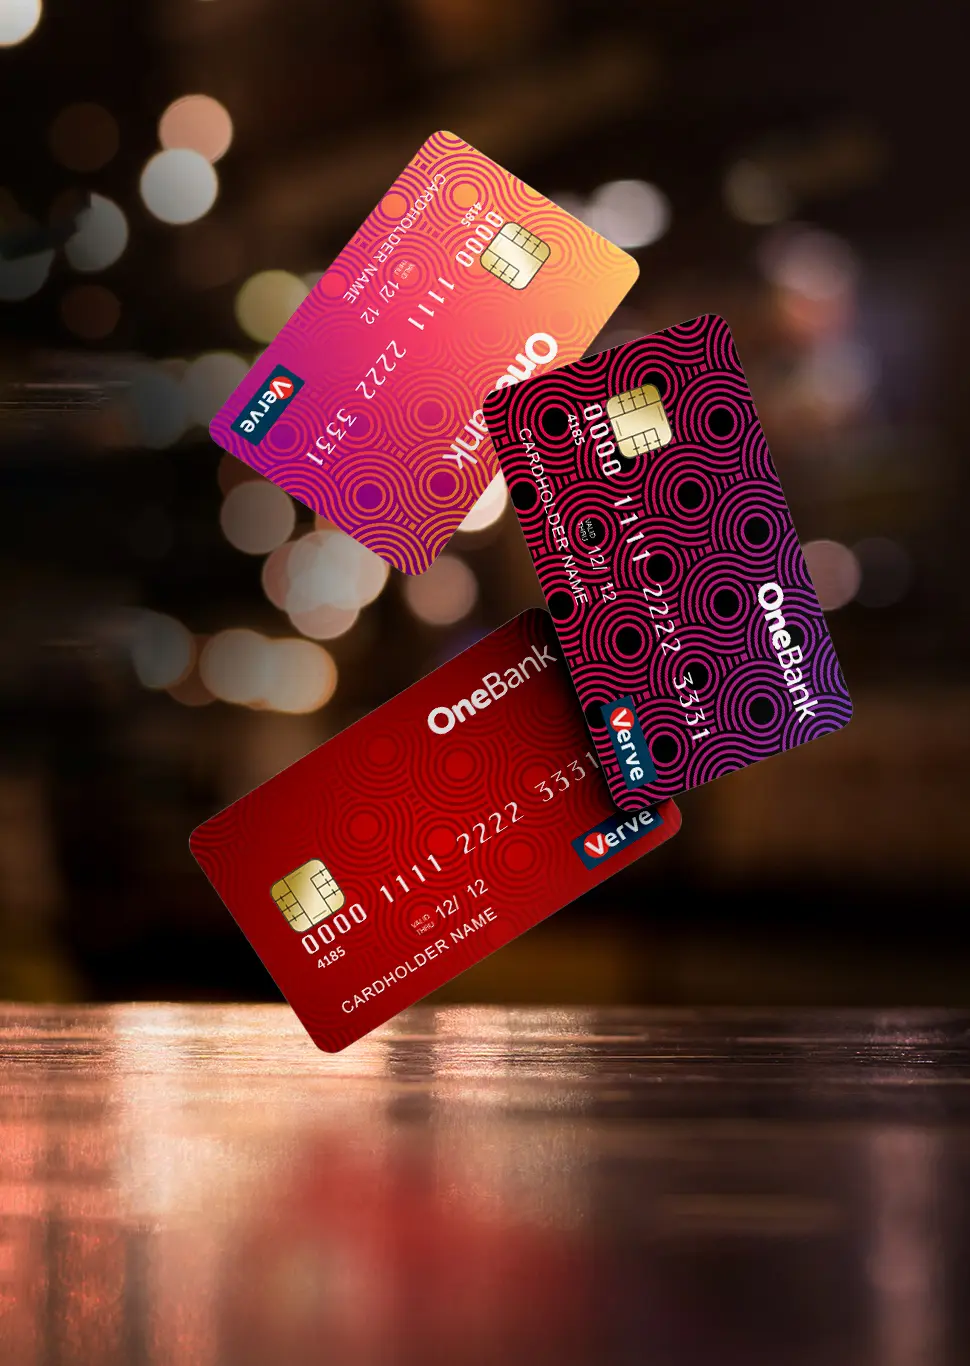 OneBank
0000 1111 2222 3331
4185
VALID THRU 12/ 12
CARDHOLDER NAME
Verve
OneBank
0000 1111 2222 3331
4185
VALID THRU 12/ 12
CARDHOLDER NAME
Verve
OneBank
0000 1111 2222 3331
4185
VALID THRU 12/ 12
CARDHOLDER NAME
Verve